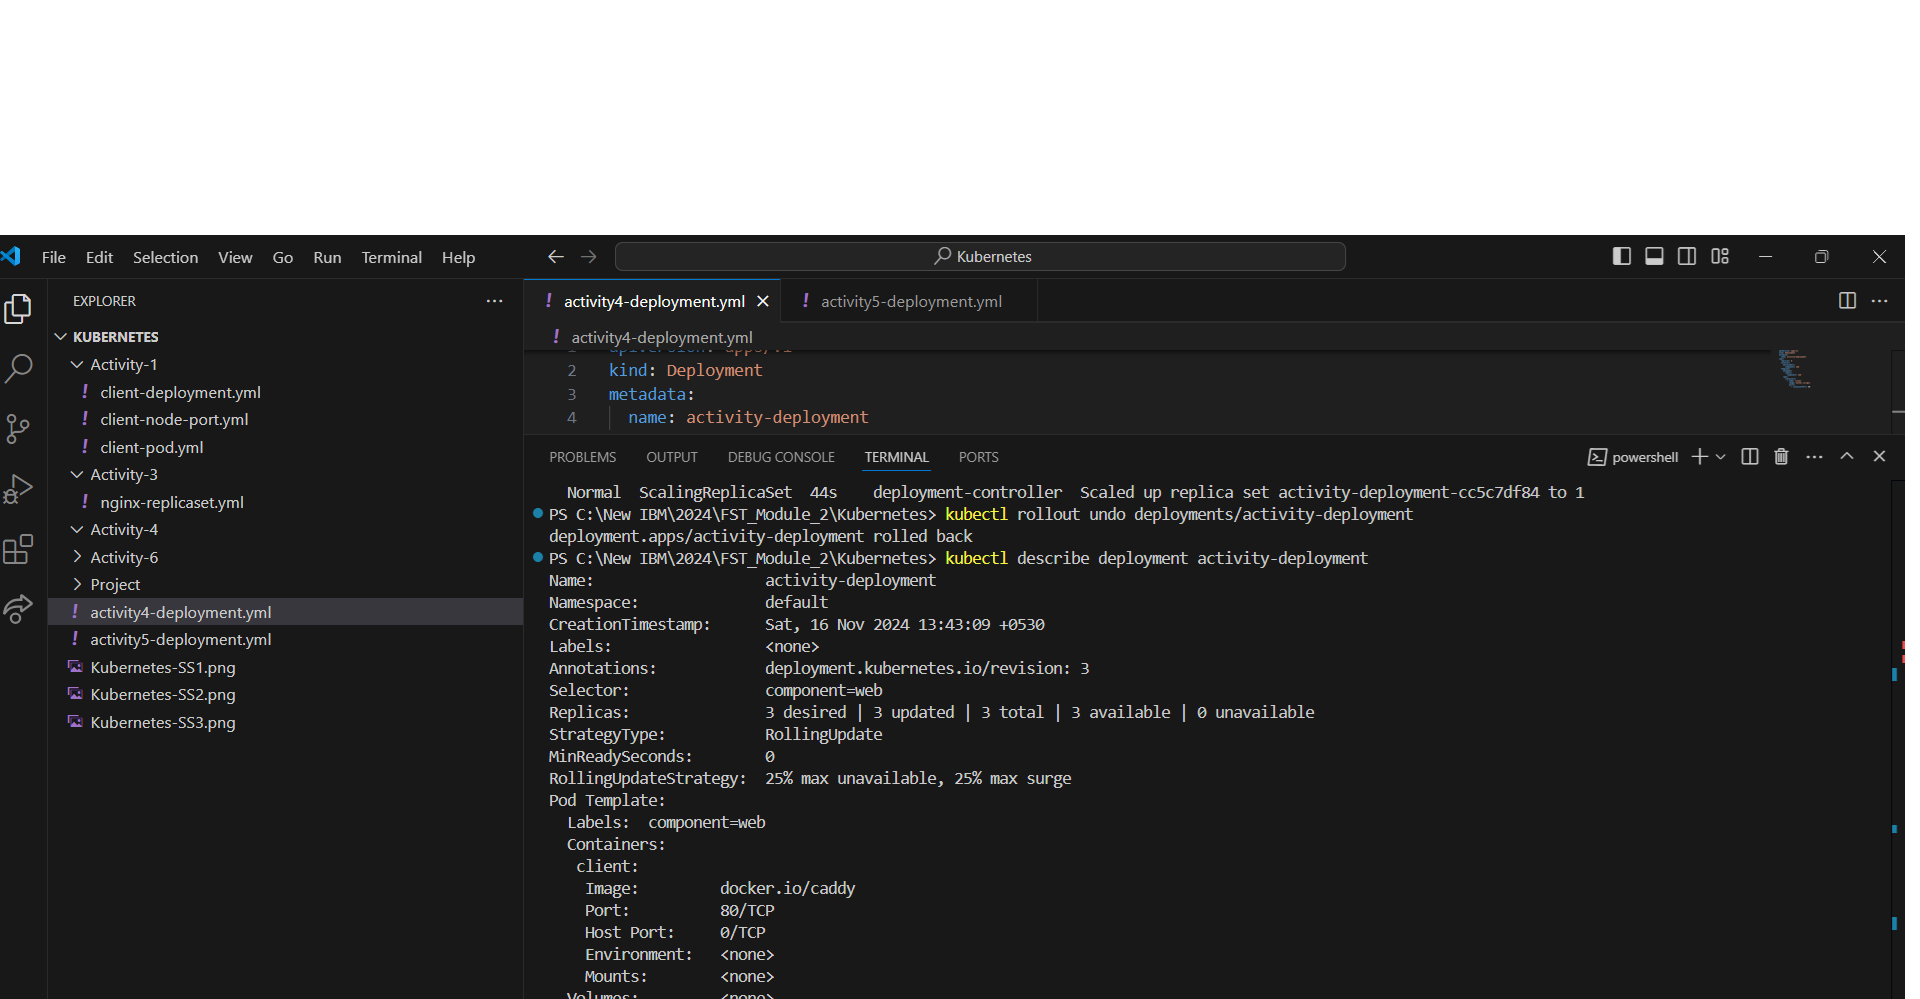 File Edit Selection View Go Run Terminal Help
Kubernetes
EXPLORER
KUBERNETES
Activity-1
client-deployment.yml
client-node-port.yml
client-pod.yml
Activity-3
nginx-replicaset.yml
Activity-4
Activity-6
Project
activity4-deployment.yml
activity5-deployment.yml
Kubernetes-SS1.png
Kubernetes-SS2.png
Kubernetes-SS3.png
activity4-deployment.yml activity5-deployment.yml
activity4-deployment.yml
2 kind: Deployment
3 metadata:
4 name: activity-deployment
PROBLEMS OUTPUT DEBUG CONSOLE TERMINAL PORTS
powershell
Normal ScalingReplicaSet 44s deployment-controller Scaled up replica set activity-deployment-cc5c7df84 to 1
PS C:\New IBM\2024\FST_Module_2\Kubernetes> kubectl rollout undo deployments/activity-deployment
deployment.apps/activity-deployment rolled back
PS C:\New IBM\2024\FST_Module_2\Kubernetes> kubectl describe deployment activity-deployment
Name: activity-deployment
Namespace: default
CreationTimestamp: Sat, 16 Nov 2024 13:43:09 +0530
Labels: <none>
Annotations: deployment.kubernetes.io/revision: 3
Selector: component=web
Replicas: 3 desired | 3 updated | 3 total | 3 available | 0 unavailable
StrategyType: RollingUpdate
MinReadySeconds: 0
RollingUpdateStrategy: 25% max unavailable, 25% max surge
Pod Template:
Labels: component=web
Containers:
client:
Image: docker.io/caddy
Port: 80/TCP
Host Port: 0/TCP
Environment: <none>
Mounts: <none>
Volumes: <none>